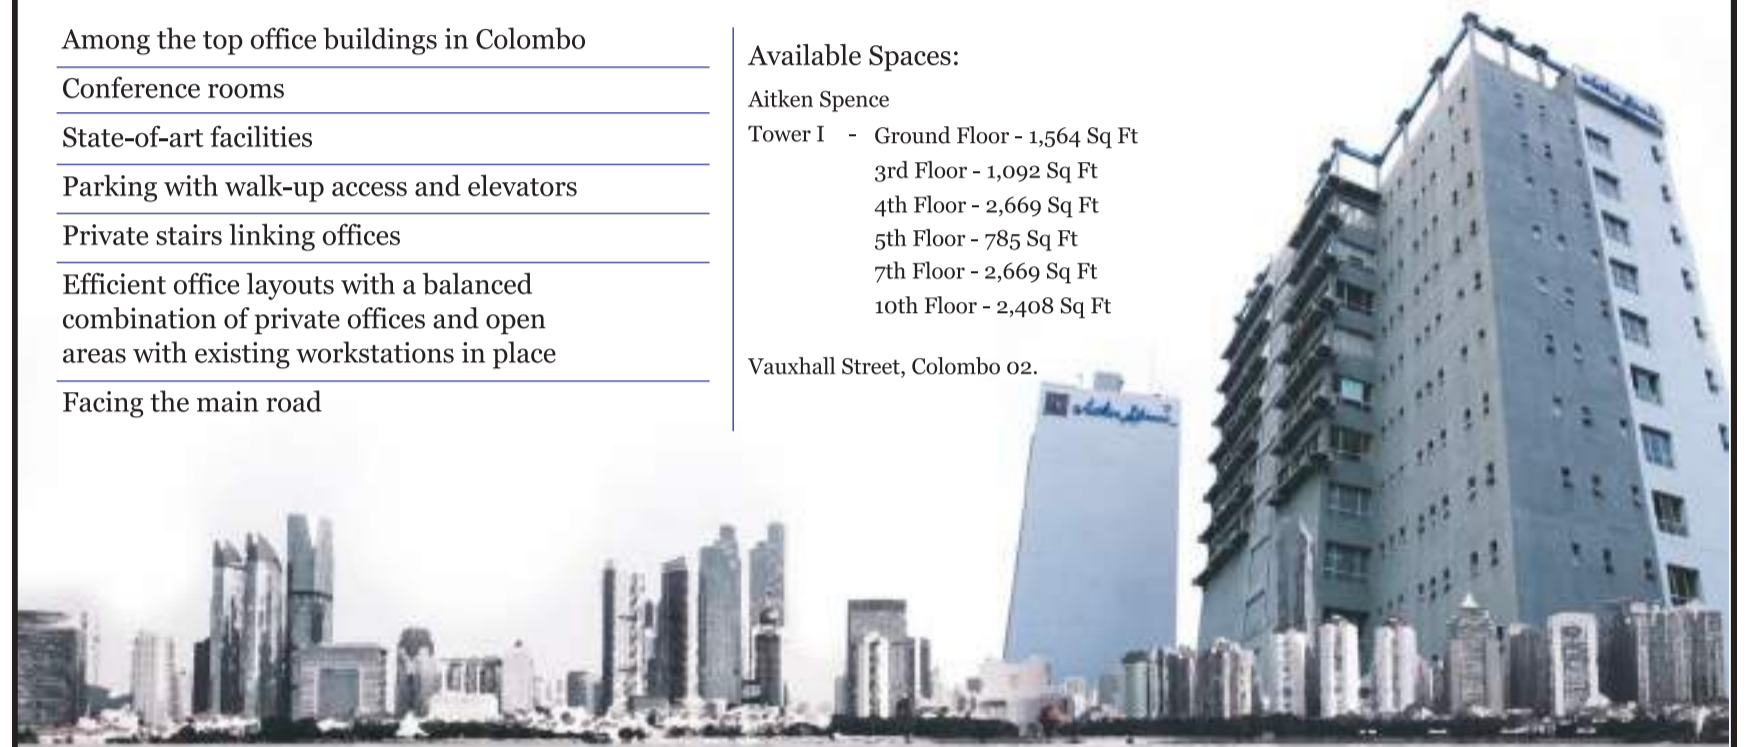 Among the top office buildings in Colombo
Conference rooms
State-of-art facilities
Parking with walk-up access and elevators
Private stairs linking offices
Efficient office layouts with a balanced
combination of private offices and open
areas with existing workstations in place
Facing the main road
Available Spaces:
Aitken Spence
Tower I - Ground Floor - 1,564 Sq Ft
3rd Floor - 1,092 Sq Ft
4th Floor - 2,669 Sq Ft
5th Floor - 785 Sq Ft
7th Floor - 2,669 Sq Ft
10th Floor - 2,408 Sq Ft
Vauxhall Street, Colombo 02.
Aitken Spence